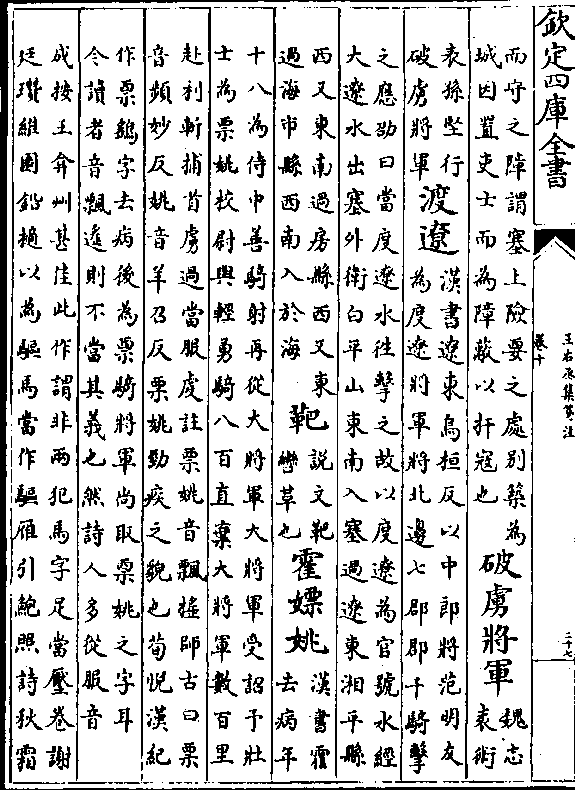 欽定四庫全書
王右丞集箋注
卷十
二十七
而守之障謂塞上險要之處別築為
城因置吏士而為障蔽以扞寇也
破虜將軍
魏志
袁術
表孫堅行
破虜將軍
渡遼
漢書遼東烏桓反以中郎將范明友
為度遼將軍將北邊七郡郡千騎擊
之應劭曰當度遼水徃擊之故以度遼為官號水經
大遼水出塞外衛白平山東南入塞過遼東湘平縣
西又東南過房縣西又東
過海市縣西南入於海
靶
說文靶
轡革也
霍嫖姚
漢書霍
去病年
十八為侍中善騎射再從大將軍大將軍受詔予壯
士為票姚校尉與輕勇騎八百直棄大將軍數百里
赴利斬捕首虜過當服虔註票姚音飄搖師古曰票
音頻妙反姚音羊召反票姚勁疾之貌也荀悅漢紀
作票鷂字去病後為票騎將軍尚取票姚之字耳
今讀者音飄遙則不當其義也然詩人多從服音
成按王弇州甚佳此作謂非兩犯馬字足當壓卷謝
廷瓚維園鉛摘以為驅馬當作驅雁引鮑照詩秋霜